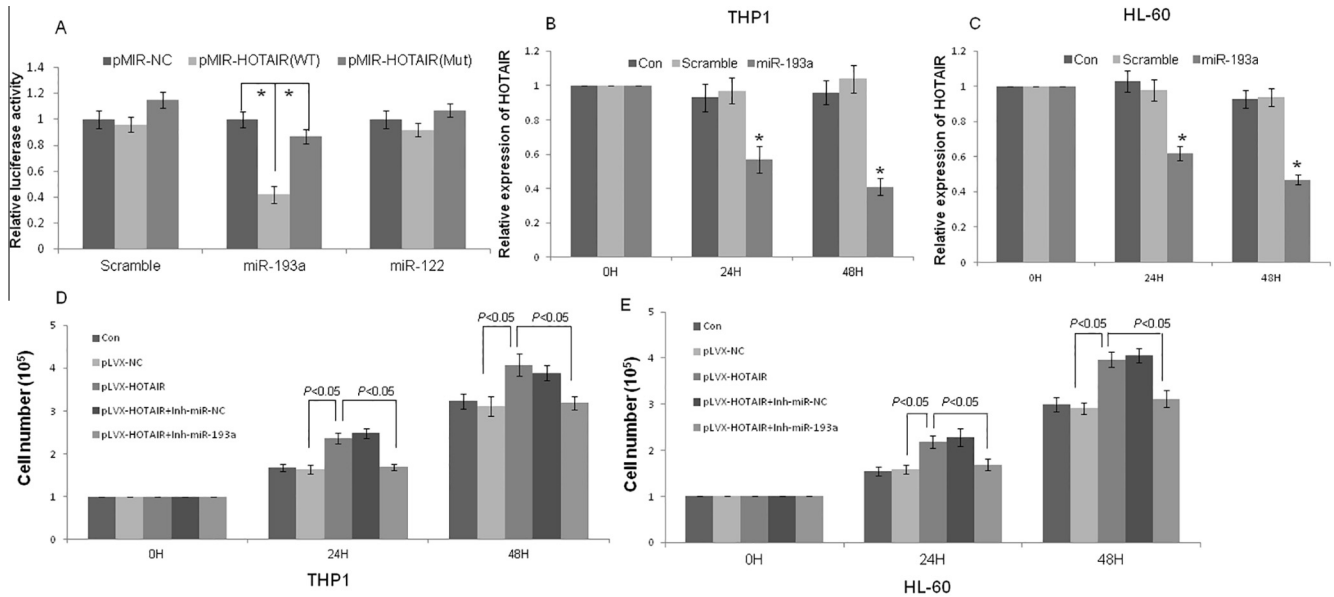 A
pMIR-NC pMIR-HOTAIR(WT) pMIR-HOTAIR(Mut)
Relative luciferase activity
1.4
1.2
1
0.8
0.6
0.4
0.2
0
* *
Scramble miR-193a miR-122
B
THP1
Con Scramble miR-193a
Relative expression of HOTAIR
1.2
1
0.8
0.6
0.4
0.2
0
*
*
0H 24H 48H
C
HL-60
Con Scramble miR-193a
Relative expression of HOTAIR
1.2
1
0.8
0.6
0.4
0.2
0
*
*
0H 24H 48H
D
Con
pLVX-NC
pLVX-HOTAIR
pLVX-HOTAIR+Inh-miR-NC
pLVX-HOTAIR+Inh-miR-193a
Cell number (10⁵)
5
4
3
2
1
0
P<0.05 P<0.05
P<0.05 P<0.05
0H 24H 48H
THP1
E
Con
pLVX-NC
pLVX-HOTAIR
pLVX-HOTAIR+Inh-miR-NC
pLVX-HOTAIR+Inh-miR-193a
Cell number (10⁵)
5
4
3
2
1
0
P<0.05 P<0.05
P<0.05 P<0.05
0H 24H 48H
HL-60